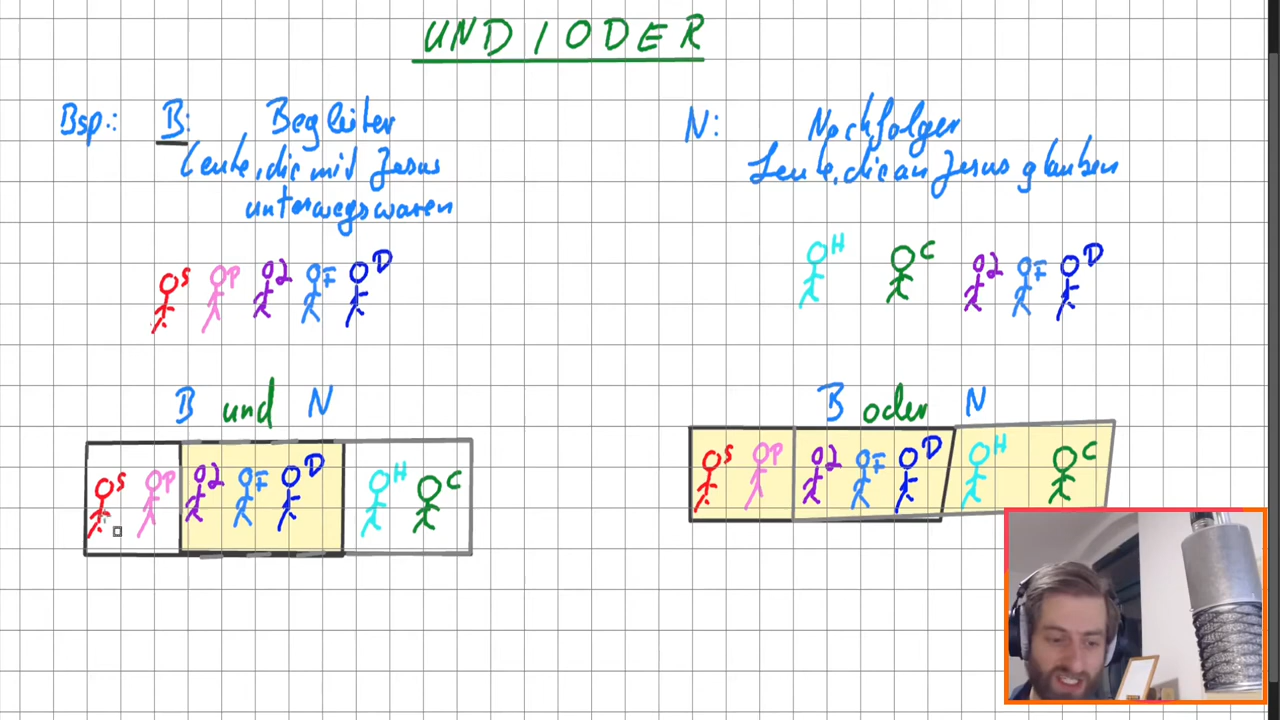 UND / ODER
Bsp.: B: Begleiter
Leute, die mit Jesus
unterwegs waren
S P J F D
B und N
S P J F D H C
N: Nachfolger
Leute, die an Jesus glauben
H C J F D
B oder N
S P J F D H C